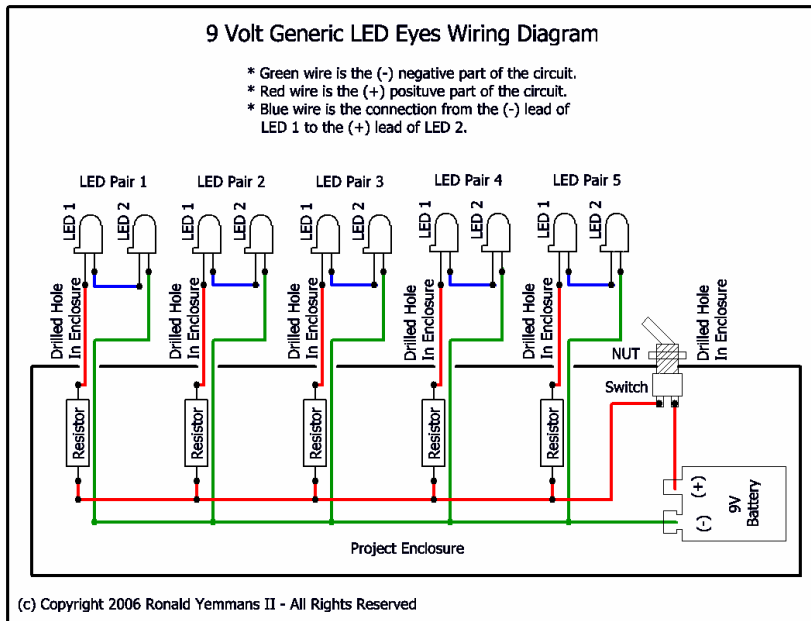 9 Volt Generic LED Eyes Wiring Diagram
* Green wire is the (-) negative part of the circuit.
* Red wire is the (+) posituve part of the circuit.
* Blue wire is the connection from the (-) lead of
LED 1 to the (+) lead of LED 2.
LED Pair 1
LED Pair 2
LED Pair 3
LED Pair 4
LED Pair 5
LED 1
LED 2
LED 1
LED 2
LED 1
LED 2
LED 1
LED 2
LED 1
LED 2
Drilled Hole
In Enclosure
Drilled Hole
In Enclosure
Drilled Hole
In Enclosure
Drilled Hole
In Enclosure
Drilled Hole
In Enclosure
Drilled Hole
In Enclosure
NUT
Switch
Resistor
Resistor
Resistor
Resistor
Resistor
(+)
(-)
9V
Battery
Project Enclosure
(c) Copyright 2006 Ronald Yemmans II - All Rights Reserved